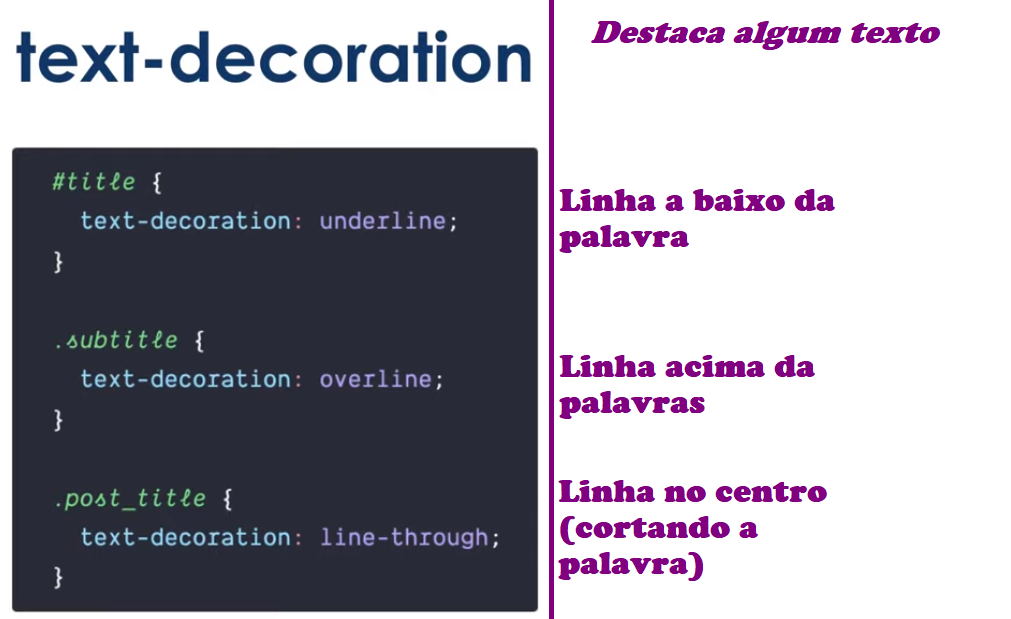 text-decoration
#title {
text-decoration: underline;
}
.subtitle {
text-decoration: overline;
}
.post_title {
text-decoration: line-through;
}
Destaca algum texto
Linha a baixo da
palavra
Linha acima da
palavras
Linha no centro
(cortando a
palavra)